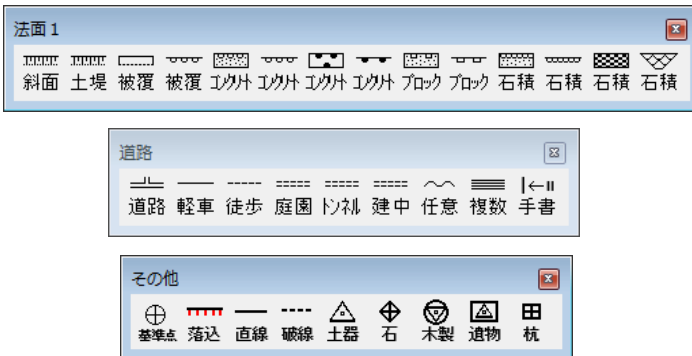 法面1
斜面 土堤 被覆 被覆 ｺﾝｸﾘｰﾄ ｺﾝｸﾘｰﾄ ｺﾝｸﾘｰﾄ ｺﾝｸﾘｰﾄ ﾌﾞﾛｯｸ ﾌﾞﾛｯｸ 石積 石積 石積 石積
道路
道路 軽車 徒歩 庭園 ﾄﾝﾈﾙ 建中 任意 複数 手書
その他
基準点 落込 直線 破線 土器 石 木製 遺物 杭